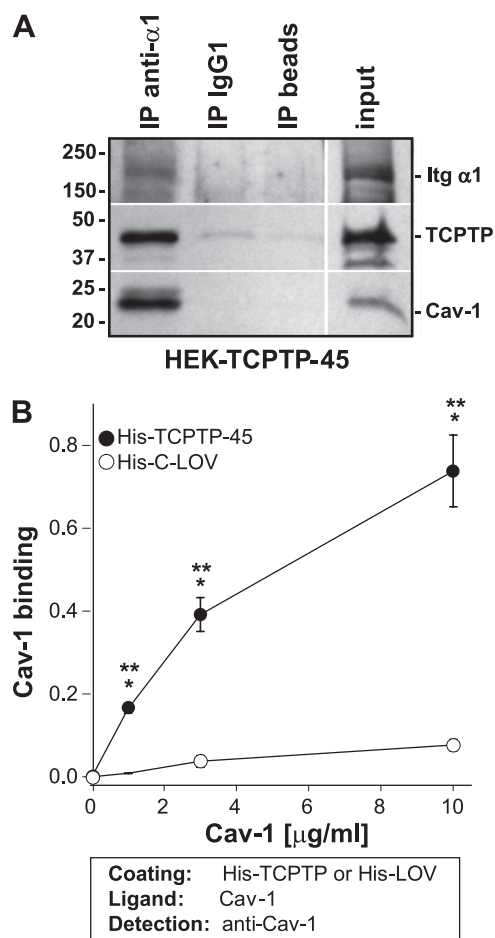 A
IP anti-α1
IP IgG1
IP beads
input
250-
150-
- Itg α1
50-
37-
- TCPTP
25-
20-
- Cav-1
HEK-TCPTP-45
B
His-TCPTP-45
His-C-LOV
**
*
**
*
**
*
0.8
0.6
0.4
0.2
0.0
Cav-1 binding
0 2 4 6 8 10
Cav-1 [µg/ml]
Coating: His-TCPTP or His-LOV
Ligand: Cav-1
Detection: anti-Cav-1